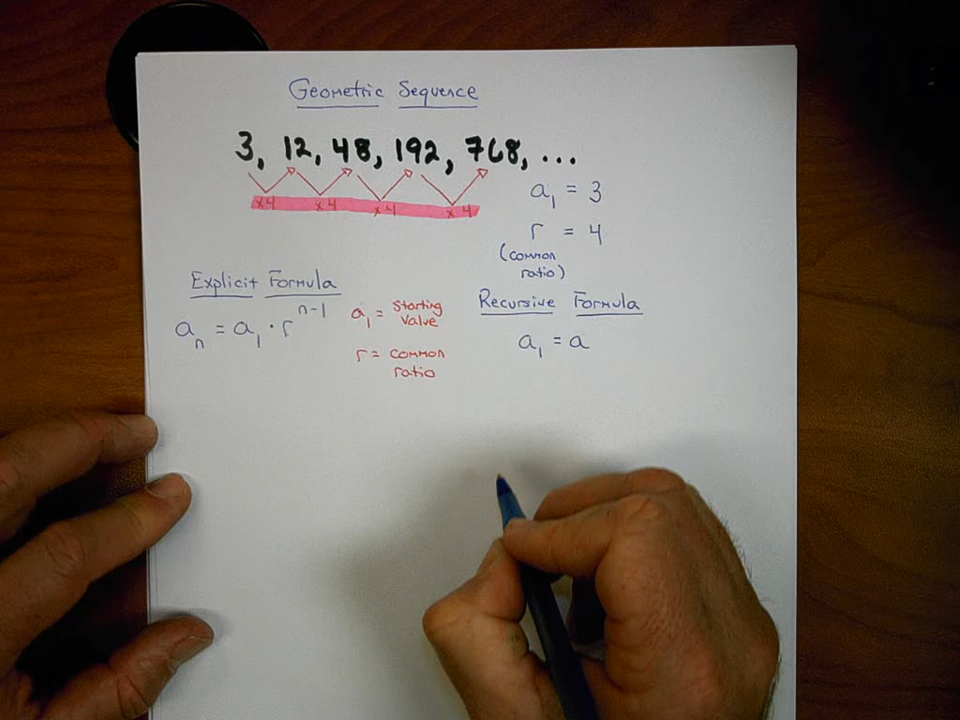 Geometric Sequence
3, 12, 48, 192, 768, ...
x4 x4 x4 x4
a₁ = 3
r = 4
(common
ratio)
Explicit Formula
aₙ = a₁ · rⁿ⁻¹
a₁ = Starting
Value
r = common
ratio
Recursive Formula
a₁ = a